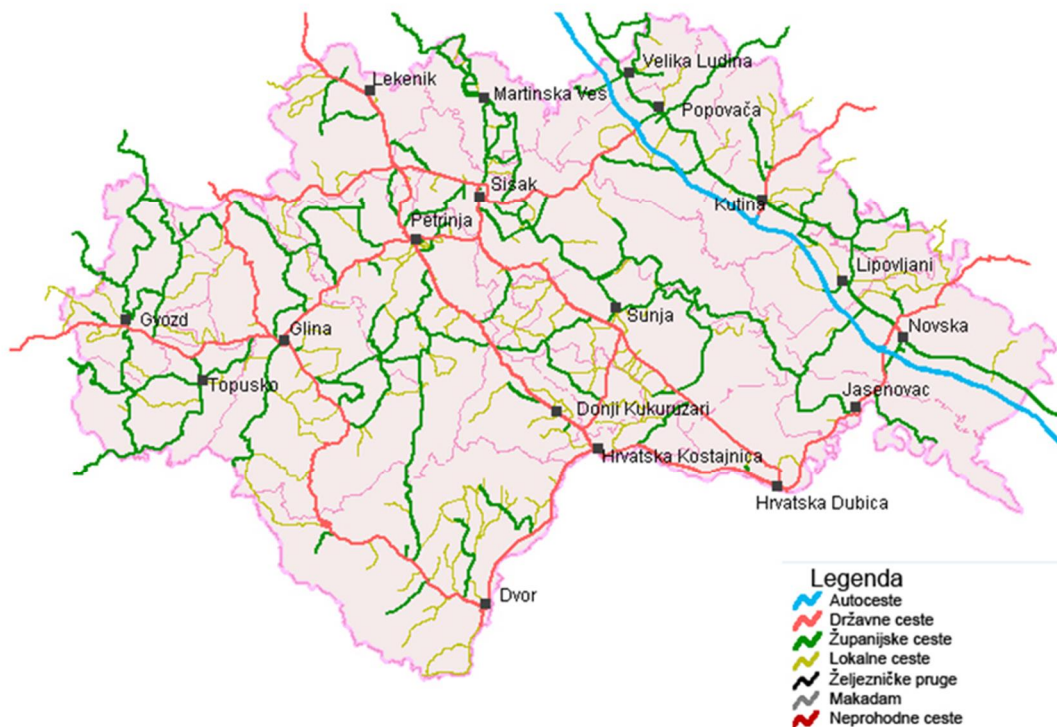 Velika Ludina
Lekenik
Martinska Ves
Popovača
Sisak
Kutina
Petrinja
Lipovljani
Gvozd
Sunja
Glina
Novska
Topusko
Jasenovac
Donji Kukuruzari
Hrvatska Kostajnica
Hrvatska Dubica
Dvor
Legenda
Autoceste
Državne ceste
Županijske ceste
Lokalne ceste
Željezničke pruge
Makadam
Neprohodne ceste